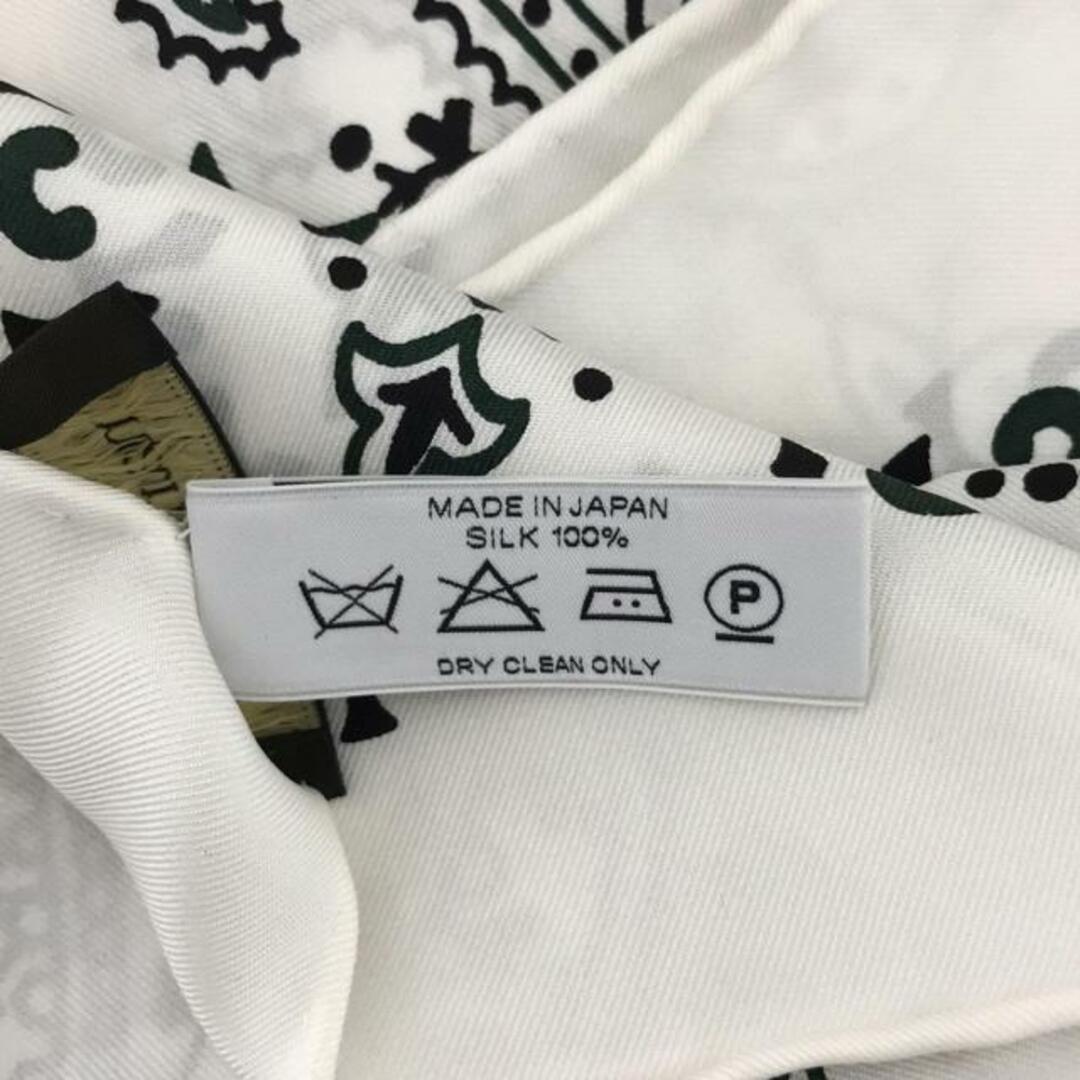 MADE IN JAPAN
SILK 100%
P
DRY CLEAN ONLY